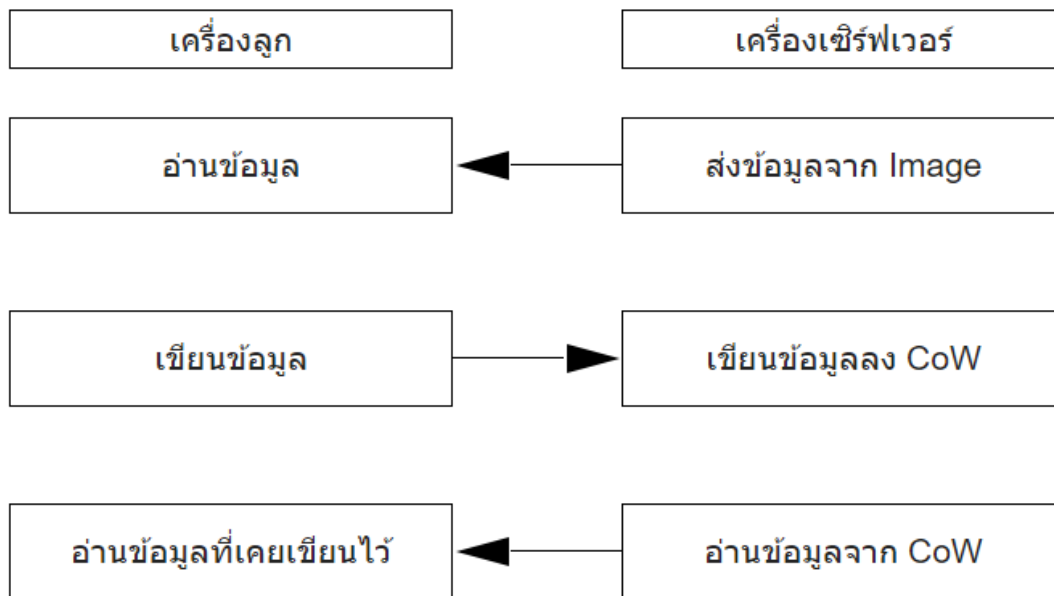 เครื่องลูก
เครื่องเซิร์ฟเวอร์
อ่านข้อมูล
ส่งข้อมูลจาก Image
เขียนข้อมูล
เขียนข้อมูลลง CoW
อ่านข้อมูลที่เคยเขียนไว้
อ่านข้อมูลจาก CoW